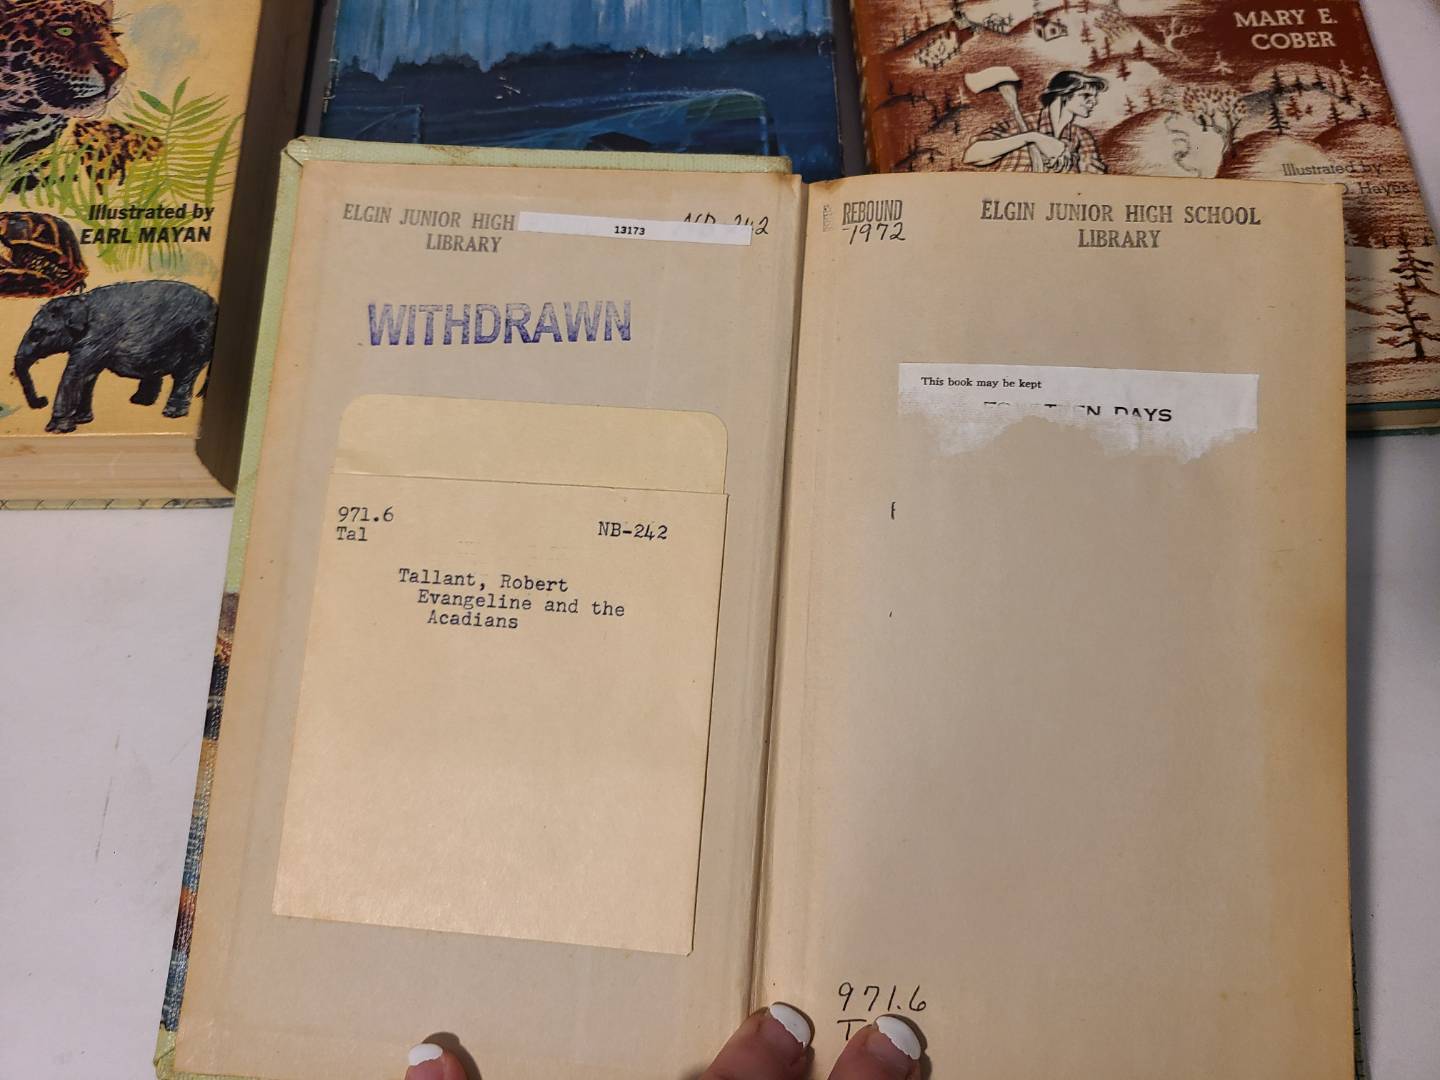 MARY E.
COBER
Illustrated by
D. Hayes
Illustrated by
EARL MAYAN
ELGIN JUNIOR HIGH
LIBRARY
13173
WITHDRAWN
971.6
Tal
NB-242
Tallant, Robert
Evangeline and the
Acadians
REBOUND
1972
ELGIN JUNIOR HIGH SCHOOL
LIBRARY
This book may be kept
DAYS
971.6